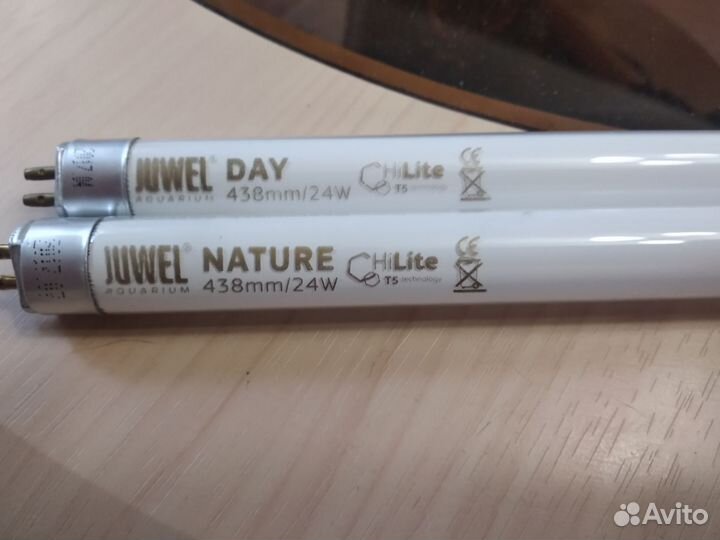 JUWEL® DAY HiLite CE
AQUARIUM 438mm/24W T5 technology
JUWEL® NATURE HiLite CE
AQUARIUM 438mm/24W T5 technology
Avito